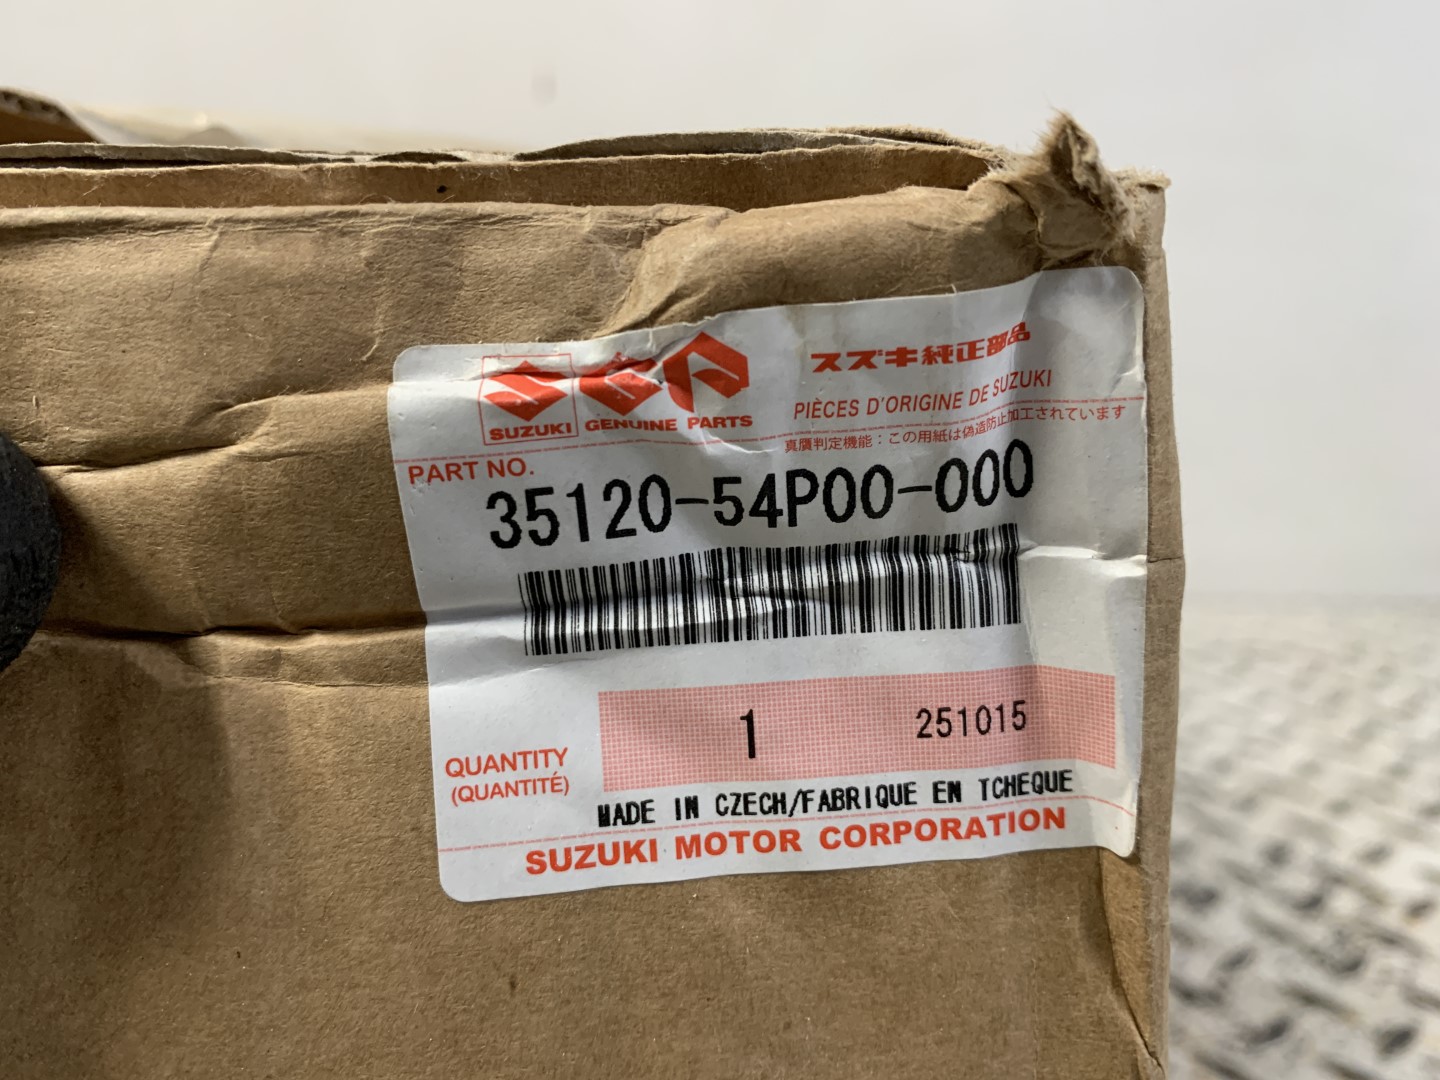 SUZUKI
GENUINE PARTS
スズキ純正部品
PIÈCES D'ORIGINE DE SUZUKI
真贋判定機能：この用紙は偽造防止加工されています
PART NO.
35120-54P00-000
1 251015
QUANTITY
(QUANTITÉ)
MADE IN CZECH/FABRIQUE EN TCHEQUE
SUZUKI MOTOR CORPORATION